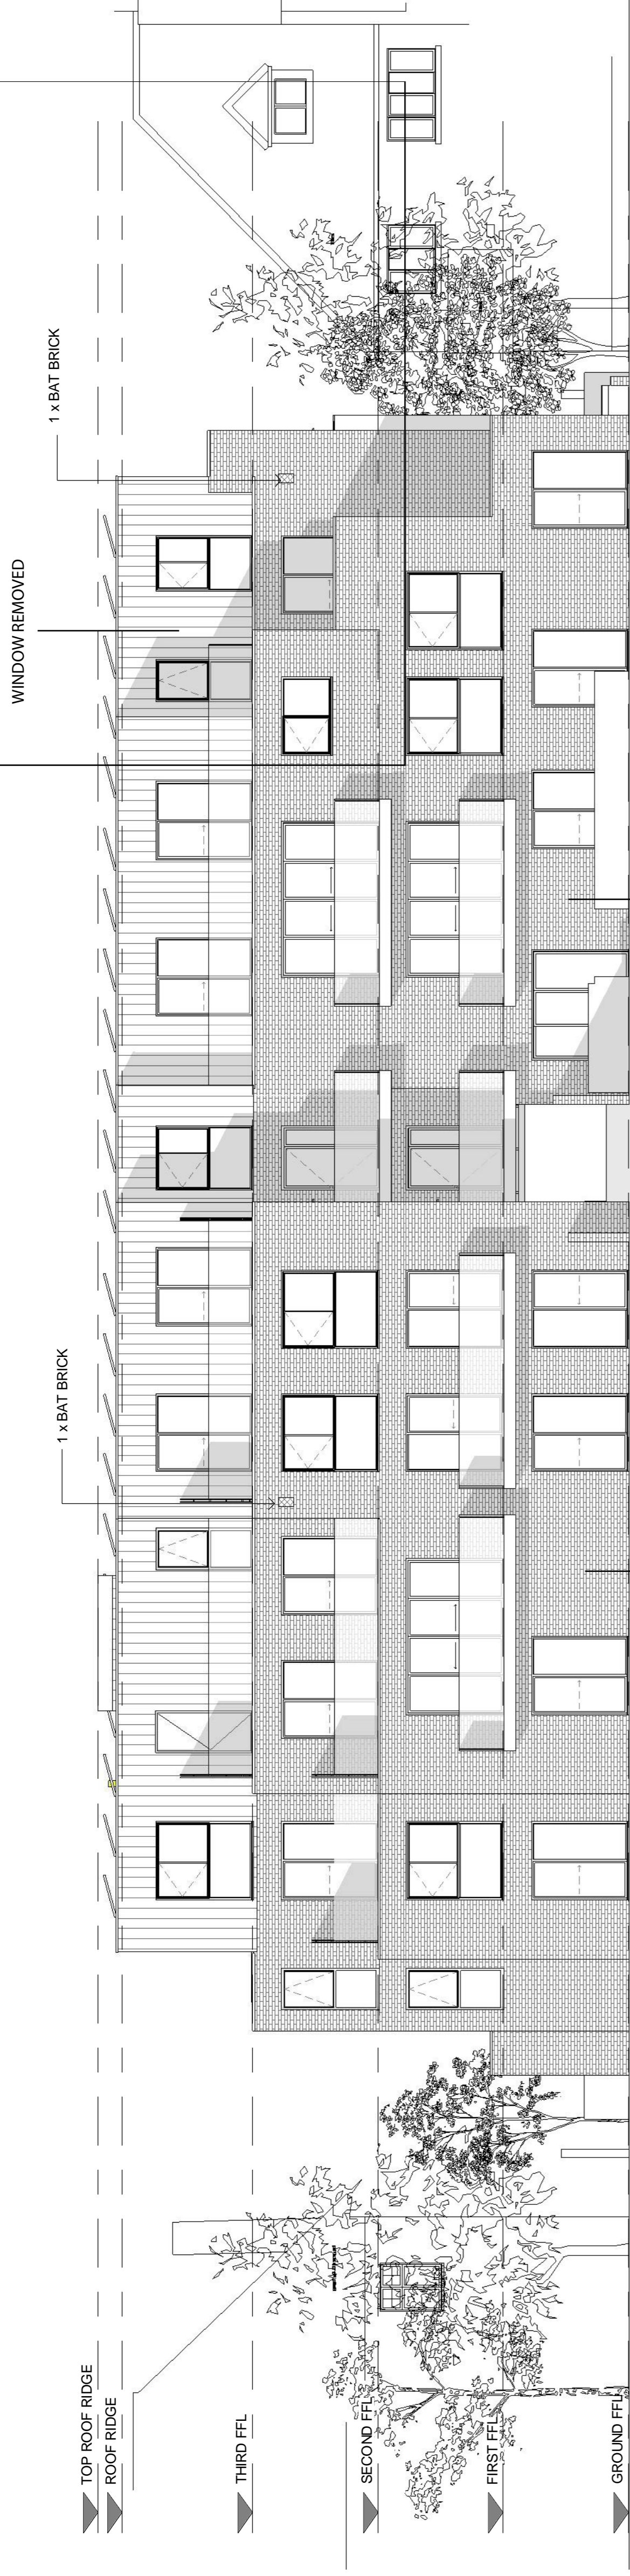 TOP ROOF RIDGE
ROOF RIDGE
THIRD FFL
SECOND FFL
FIRST FFL
GROUND FFL
1 x BAT BRICK
WINDOW REMOVED
1 x BAT BRICK